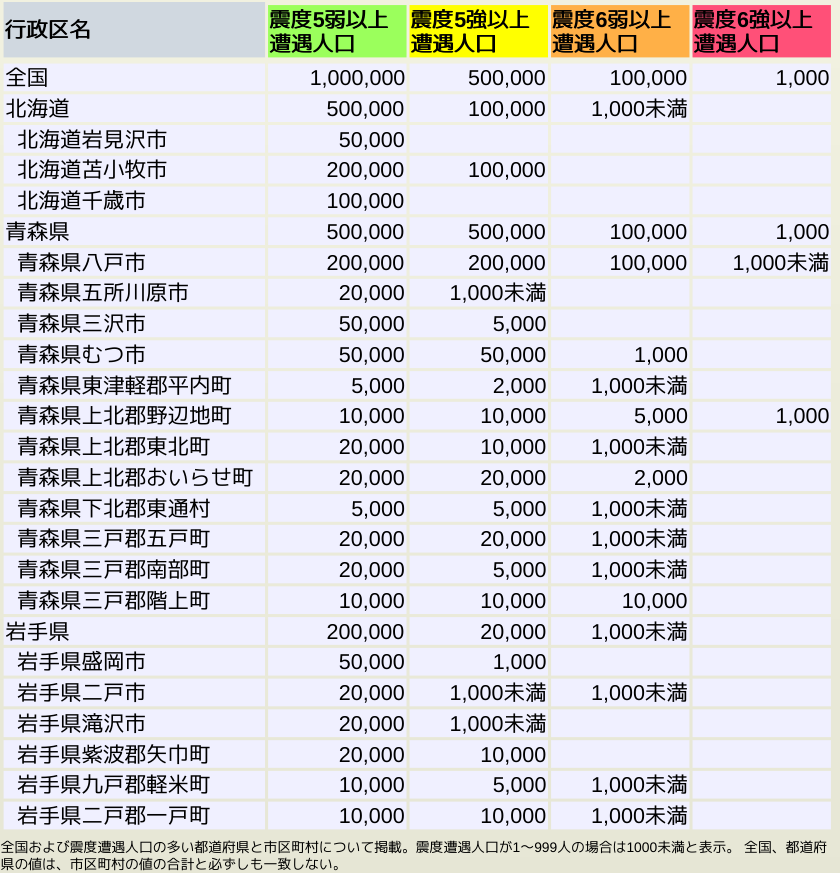 行政区名 震度5弱以上遭遇人口 震度5強以上遭遇人口 震度6弱以上遭遇人口 震度6強以上遭遇人口
全国 1,000,000 500,000 100,000 1,000
北海道 500,000 100,000 1,000未満
北海道岩見沢市 50,000
北海道苫小牧市 200,000 100,000
北海道千歳市 100,000
青森県 500,000 500,000 100,000 1,000
青森県八戸市 200,000 200,000 100,000 1,000未満
青森県五所川原市 20,000 1,000未満
青森県三沢市 50,000 5,000
青森県むつ市 50,000 50,000 1,000
青森県東津軽郡平内町 5,000 2,000 1,000未満
青森県上北郡野辺地町 10,000 10,000 5,000 1,000
青森県上北郡東北町 20,000 10,000 1,000未満
青森県上北郡おいらせ町 20,000 20,000 2,000
青森県下北郡東通村 5,000 5,000 1,000未満
青森県三戸郡五戸町 20,000 20,000 1,000未満
青森県三戸郡南部町 20,000 5,000 1,000未満
青森県三戸郡階上町 10,000 10,000 10,000
岩手県 200,000 20,000 1,000未満
岩手県盛岡市 50,000 1,000
岩手県二戸市 20,000 1,000未満 1,000未満
岩手県滝沢市 20,000 1,000未満
岩手県紫波郡矢巾町 20,000 10,000
岩手県九戸郡軽米町 10,000 5,000 1,000未満
岩手県二戸郡一戸町 10,000 10,000 1,000未満
全国および震度遭遇人口の多い都道府県と市区町村について掲載。震度遭遇人口が1～999人の場合は1000未満と表示。 全国、都道府
県の値は、市区町村の値の合計と必ずしも一致しない。